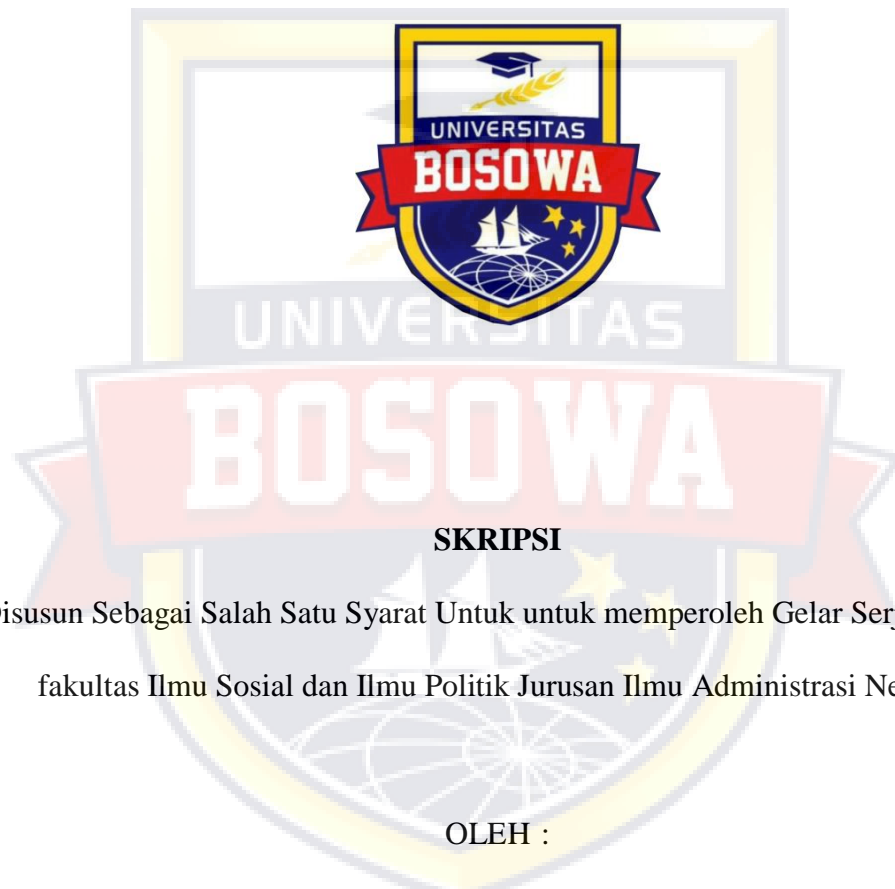 UNIVERSITAS
BOSOWA
UNIVERSITAS
BOSOWA
SKRIPSI
isusun Sebagai Salah Satu Syarat Untuk untuk memperoleh Gelar Ser
fakultas Ilmu Sosial dan Ilmu Politik Jurusan Ilmu Administrasi Ne
OLEH :